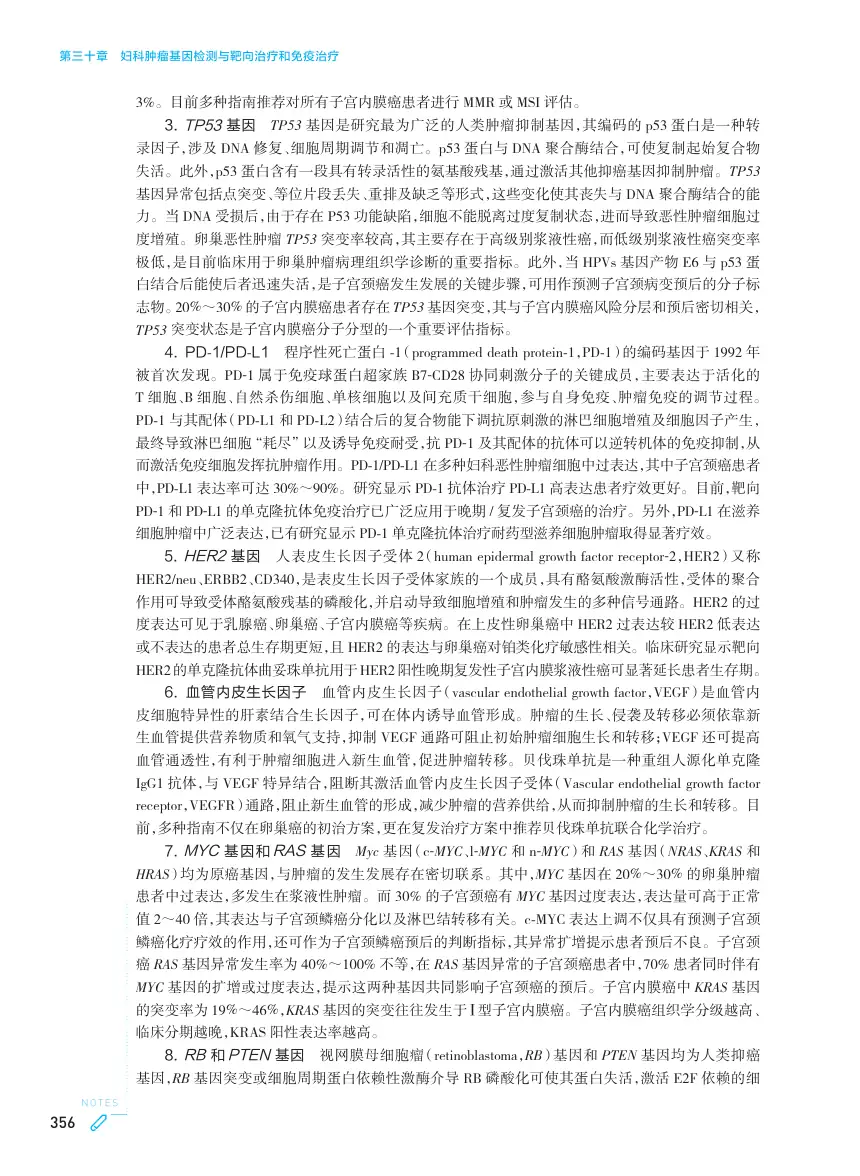 第三十章 妇科肿瘤基因检测与靶向治疗和免疫治疗
3%。目前多种指南推荐对所有子宫内膜癌患者进行 MMR 或 MSI 评估。
3. TP53 基因 TP53 基因是研究最为广泛的人类肿瘤抑制基因,其编码的 p53 蛋白是一种转
录因子,涉及 DNA 修复、细胞周期调节和凋亡。p53 蛋白与 DNA 聚合酶结合,可使复制起始复合物
失活。此外,p53 蛋白含有一段具有转录活性的氨基酸残基,通过激活其他抑癌基因抑制肿瘤。TP53
基因异常包括点突变、等位片段丢失、重排及缺乏等形式,这些变化使其丧失与 DNA 聚合酶结合的能
力。当 DNA 受损后,由于存在 P53 功能缺陷,细胞不能脱离过度复制状态,进而导致恶性肿瘤细胞过
度增殖。卵巢恶性肿瘤 TP53 突变率较高,其主要存在于高级别浆液性癌,而低级别浆液性癌突变率
极低,是目前临床用于卵巢肿瘤病理组织学诊断的重要指标。此外,当 HPVs 基因产物 E6 与 p53 蛋
白结合后能使后者迅速失活,是子宫颈癌发生发展的关键步骤,可用作预测子宫颈病变预后的分子标
志物。20%～30% 的子宫内膜癌患者存在 TP53 基因突变,其与子宫内膜癌风险分层和预后密切相关,
TP53 突变状态是子宫内膜癌分子分型的一个重要评估指标。
4. PD-1/PD-L1 程序性死亡蛋白 -1(programmed death protein-1,PD-1)的编码基因于 1992 年
被首次发现。PD-1 属于免疫球蛋白超家族 B7-CD28 协同刺激分子的关键成员,主要表达于活化的
T 细胞、B 细胞、自然杀伤细胞、单核细胞以及间充质干细胞,参与自身免疫、肿瘤免疫的调节过程。
PD-1 与其配体(PD-L1 和 PD-L2)结合后的复合物能下调抗原刺激的淋巴细胞增殖及细胞因子产生,
最终导致淋巴细胞“耗尽”以及诱导免疫耐受,抗 PD-1 及其配体的抗体可以逆转机体的免疫抑制,从
而激活免疫细胞发挥抗肿瘤作用。PD-1/PD-L1 在多种妇科恶性肿瘤细胞中过表达,其中子宫颈癌患者
中,PD-L1 表达率可达 30%～90%。研究显示 PD-1 抗体治疗 PD-L1 高表达患者疗效更好。目前,靶向
PD-1 和 PD-L1 的单克隆抗体免疫治疗已广泛应用于晚期 / 复发子宫颈癌的治疗。另外,PD-L1 在滋养
细胞肿瘤中广泛表达,已有研究显示 PD-1 单克隆抗体治疗耐药型滋养细胞肿瘤取得显著疗效。
5. HER2 基因 人表皮生长因子受体 2(human epidermal growth factor receptor-2,HER2)又称
HER2/neu、ERBB2、CD340,是表皮生长因子受体家族的一个成员,具有酪氨酸激酶活性,受体的聚合
作用可导致受体酪氨酸残基的磷酸化,并启动导致细胞增殖和肿瘤发生的多种信号通路。HER2 的过
度表达可见于乳腺癌、卵巢癌、子宫内膜癌等疾病。在上皮性卵巢癌中 HER2 过表达较 HER2 低表达
或不表达的患者总生存期更短,且 HER2 的表达与卵巢癌对铂类化疗敏感性相关。临床研究显示靶向
HER2 的单克隆抗体曲妥珠单抗用于 HER2 阳性晚期复发性子宫内膜浆液性癌可显著延长患者生存期。
6. 血管内皮生长因子 血管内皮生长因子(vascular endothelial growth factor,VEGF)是血管内
皮细胞特异性的肝素结合生长因子,可在体内诱导血管形成。肿瘤的生长、侵袭及转移必须依靠新
生血管提供营养物质和氧气支持,抑制 VEGF 通路可阻止初始肿瘤细胞生长和转移;VEGF 还可提高
血管通透性,有利于肿瘤细胞进入新生血管,促进肿瘤转移。贝伐珠单抗是一种重组人源化单克隆
IgG1 抗体,与 VEGF 特异结合,阻断其激活血管内皮生长因子受体(Vascular endothelial growth factor
receptor,VEGFR)通路,阻止新生血管的形成,减少肿瘤的营养供给,从而抑制肿瘤的生长和转移。目
前,多种指南不仅在卵巢癌的初治方案,更在复发治疗方案中推荐贝伐珠单抗联合化学治疗。
7. MYC 基因和 RAS 基因 Myc 基因(c-MYC、l-MYC 和 n-MYC)和 RAS 基因(NRAS、KRAS 和
HRAS)均为原癌基因,与肿瘤的发生发展存在密切联系。其中,MYC 基因在 20%～30% 的卵巢肿瘤
患者中过表达,多发生在浆液性肿瘤。而 30% 的子宫颈癌有 MYC 基因过度表达,表达量可高于正常
值 2～40 倍,其表达与子宫颈鳞癌分化以及淋巴结转移有关。c-MYC 表达上调不仅具有预测子宫颈
鳞癌化疗疗效的作用,还可作为子宫颈鳞癌预后的判断指标,其异常扩增提示患者预后不良。子宫颈
癌 RAS 基因异常发生率为 40%～100% 不等,在 RAS 基因异常的子宫颈癌患者中,70% 患者同时伴有
MYC 基因的扩增或过度表达,提示这两种基因共同影响子宫颈癌的预后。子宫内膜癌中 KRAS 基因
的突变率为 19%～46%,KRAS 基因的突变往往发生于Ⅰ型子宫内膜癌。子宫内膜癌组织学分级越高、
临床分期越晚,KRAS 阳性表达率越高。
8. RB 和 PTEN 基因 视网膜母细胞瘤(retinoblastoma,RB)基因和 PTEN 基因均为人类抑癌
基因,RB 基因突变或细胞周期蛋白依赖性激酶介导 RB 磷酸化可使其蛋白失活,激活 E2F 依赖的细
NOTES
356